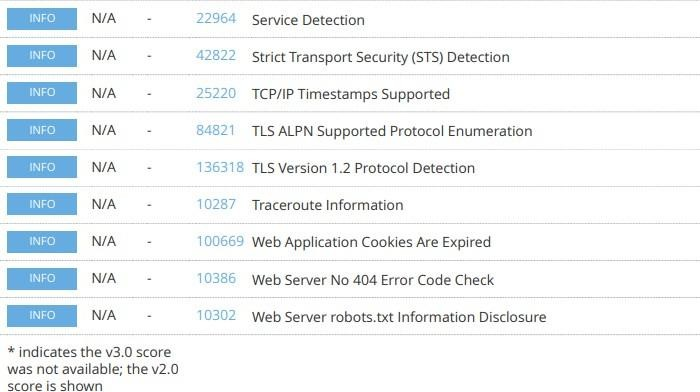 INFO N/A - 22964 Service Detection
INFO N/A - 42822 Strict Transport Security (STS) Detection
INFO N/A - 25220 TCP/IP Timestamps Supported
INFO N/A - 84821 TLS ALPN Supported Protocol Enumeration
INFO N/A - 136318 TLS Version 1.2 Protocol Detection
INFO N/A - 10287 Traceroute Information
INFO N/A - 100669 Web Application Cookies Are Expired
INFO N/A - 10386 Web Server No 404 Error Code Check
INFO N/A - 10302 Web Server robots.txt Information Disclosure
* indicates the v3.0 score
was not available; the v2.0
score is shown